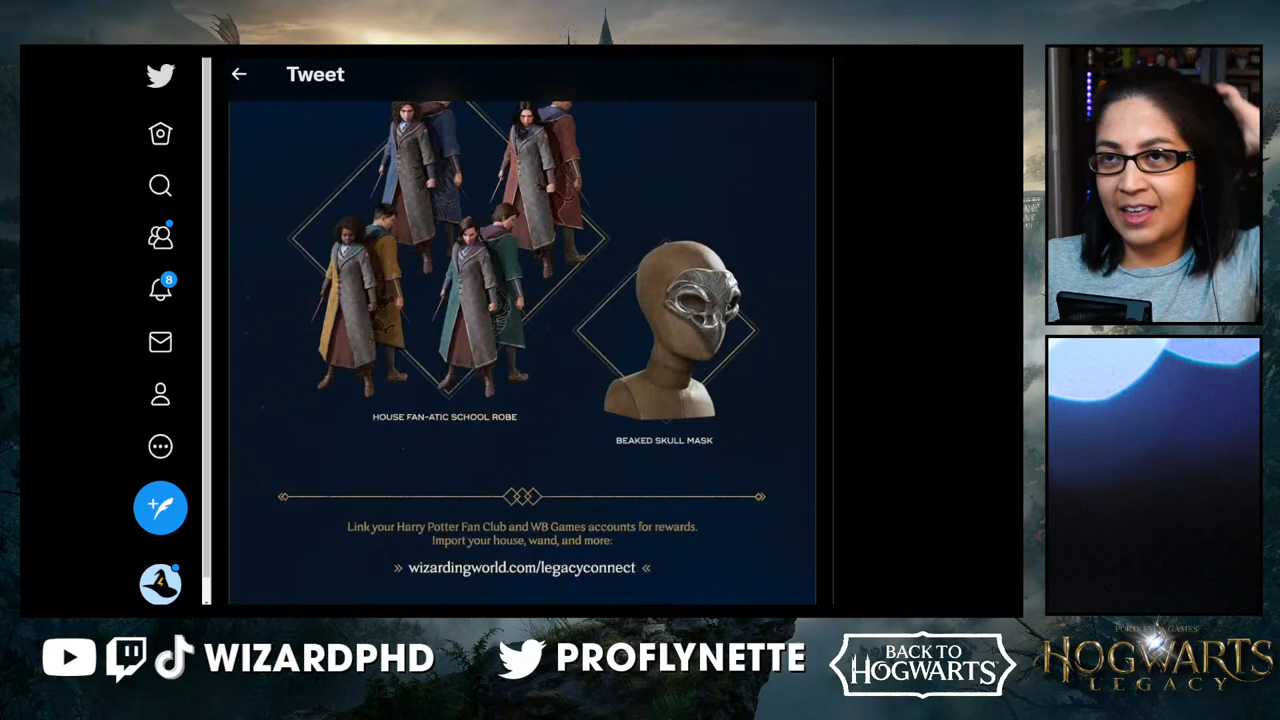 Tweet
8
HOUSE FAN-ATIC SCHOOL ROBE
BEAKED SKULL MASK
Link your Harry Potter Fan Club and WB Games accounts for rewards.
Import your house, wand, and more:
» wizardingworld.com/legacyconnect «
WIZARDPHD
PROFLYNETTE
BACK TO
HOGWARTS
PORTKEY GAMES
HOGWARTS
LEGACY